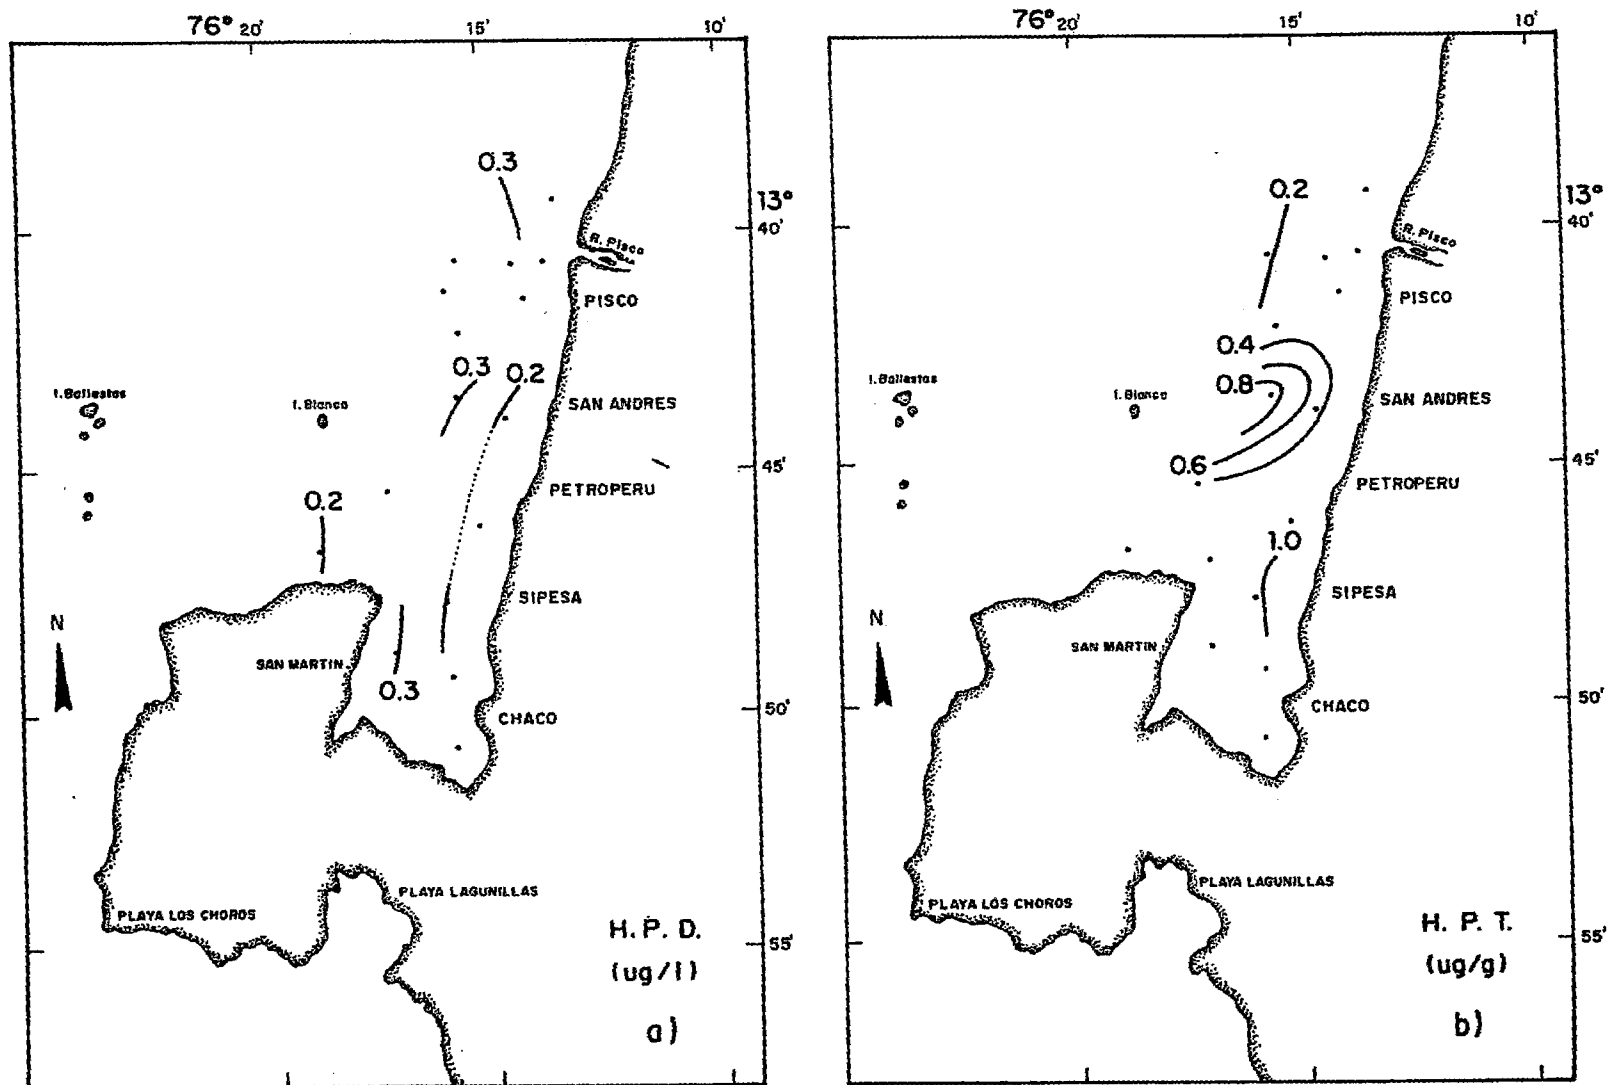 76° 20'
15'
10'
0.3
13°
40'
R. Pisco
PISCO
0.3
0.2
I. Ballestas
I. Blanca
SAN ANDRES
45'
PETROPERU
0.2
SIPESA
N
SAN MARTIN
0.3
50'
CHACO
PLAYA LAGUNILLAS
PLAYA LOS CHOROS
H. P. D.
(ug/l)
55'
a)
76° 20'
15'
10'
0.2
13°
40'
R. Pisco
PISCO
0.4
0.8
I. Ballestas
I. Blanca
SAN ANDRES
0.6
45'
PETROPERU
1.0
SIPESA
N
SAN MARTIN
50'
CHACO
PLAYA LAGUNILLAS
PLAYA LOS CHOROS
H. P. T.
(ug/g)
55'
b)